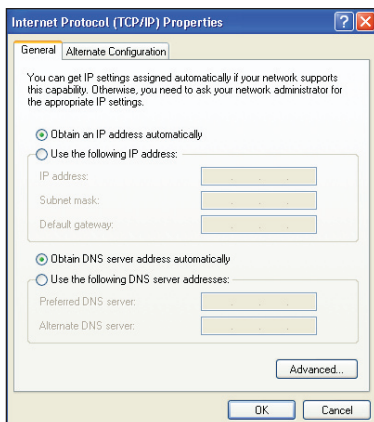 Internet Protocol (TCP/IP) Properties
General
Alternate Configuration
You can get IP settings assigned automatically if your network supports
this capability. Otherwise, you need to ask your network administrator for
the appropriate IP settings.
Obtain an IP address automatically
Use the following IP address:
IP address:
Subnet mask:
Default gateway:
Obtain DNS server address automatically
Use the following DNS server addresses:
Preferred DNS server:
Alternate DNS server:
Advanced...
OK
Cancel